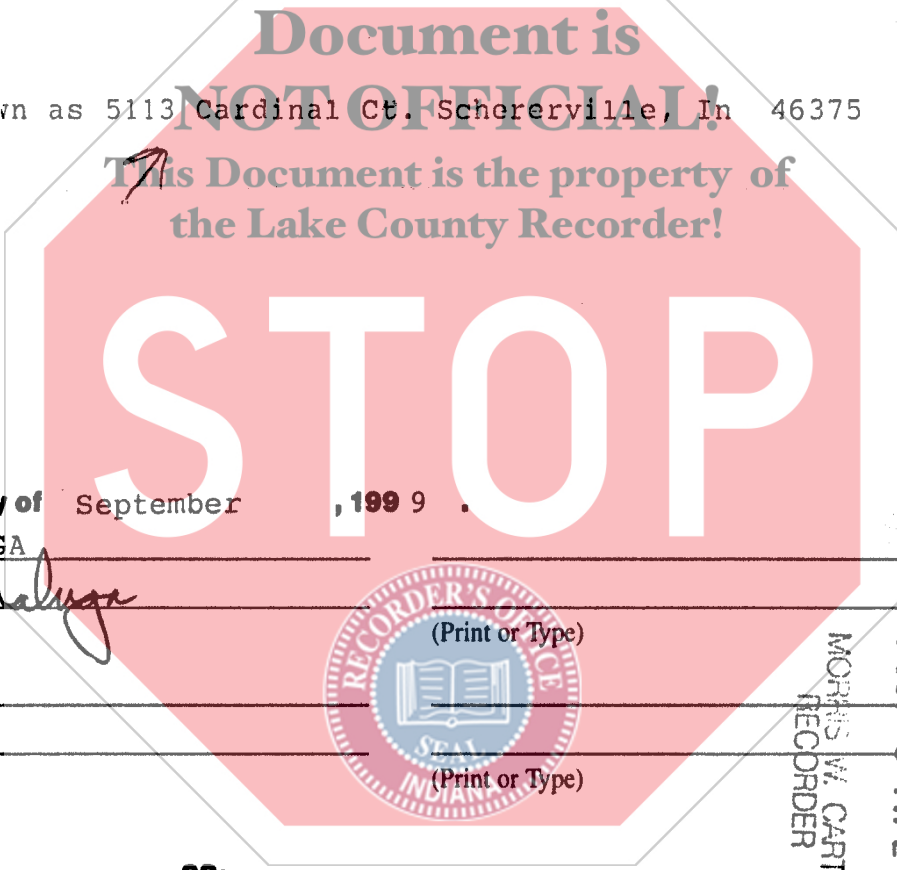 Document is
NOT OFFICIAL!
wn as 5113 Cardinal Ct. Schererville, In 46375
This Document is the property of
the Lake County Recorder!
STOP
of September , 199 9 .
GA
(Print or Type)
RECORDER'S OFFICE
SEAL
INDIANA
(Print or Type)
MORRIS W. CART
RECORDER